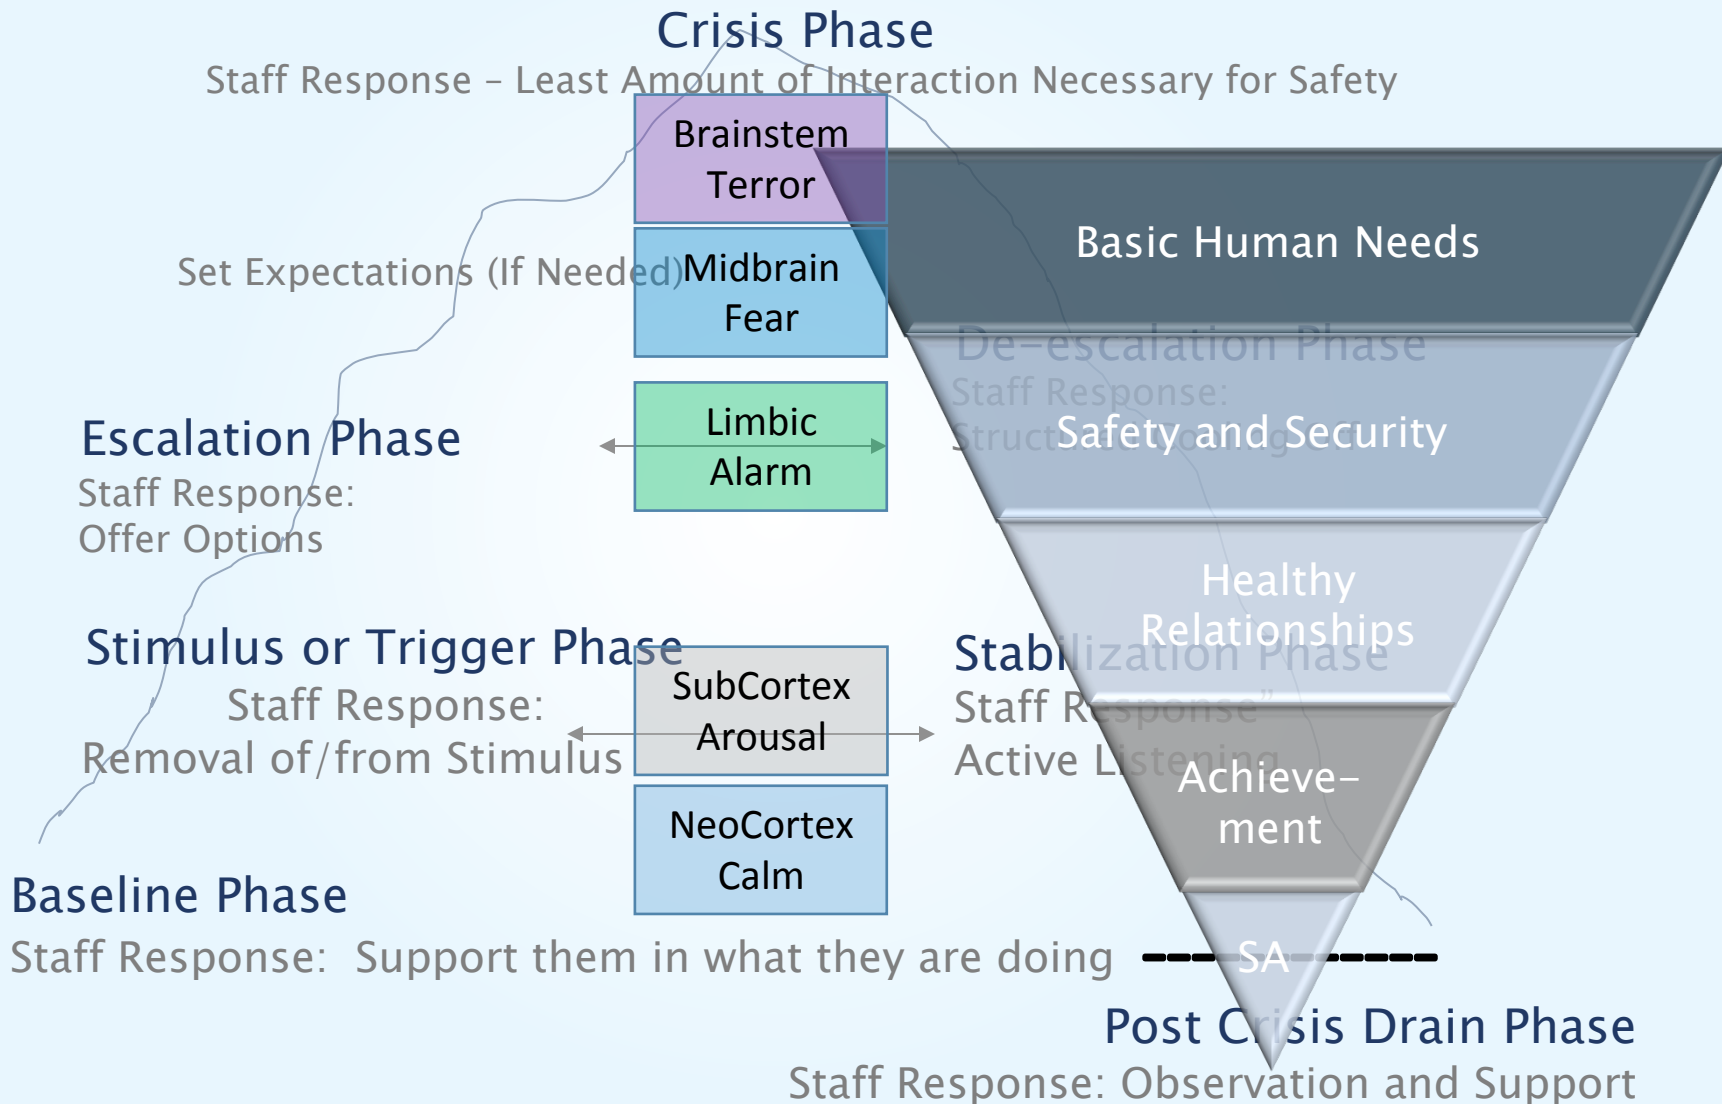 Crisis Phase
Staff Response – Least Amount of Interaction Necessary for Safety
Brainstem
Terror
Basic Human Needs
Set Expectations (If Needed)
Midbrain
Fear
De-escalation Phase
Staff Response:
Structured Cooling Off
Safety and Security
Limbic
Alarm
Escalation Phase
Staff Response:
Offer Options
Healthy
Relationships
Stimulus or Trigger Phase
Staff Response:
Removal of/from Stimulus
SubCortex
Arousal
Stabilization Phase
Staff Response”
Active Listening
Achieve-
ment
NeoCortex
Calm
Baseline Phase
Staff Response:  Support them in what they are doing
SA
Post Crisis Drain Phase
Staff Response: Observation and Support